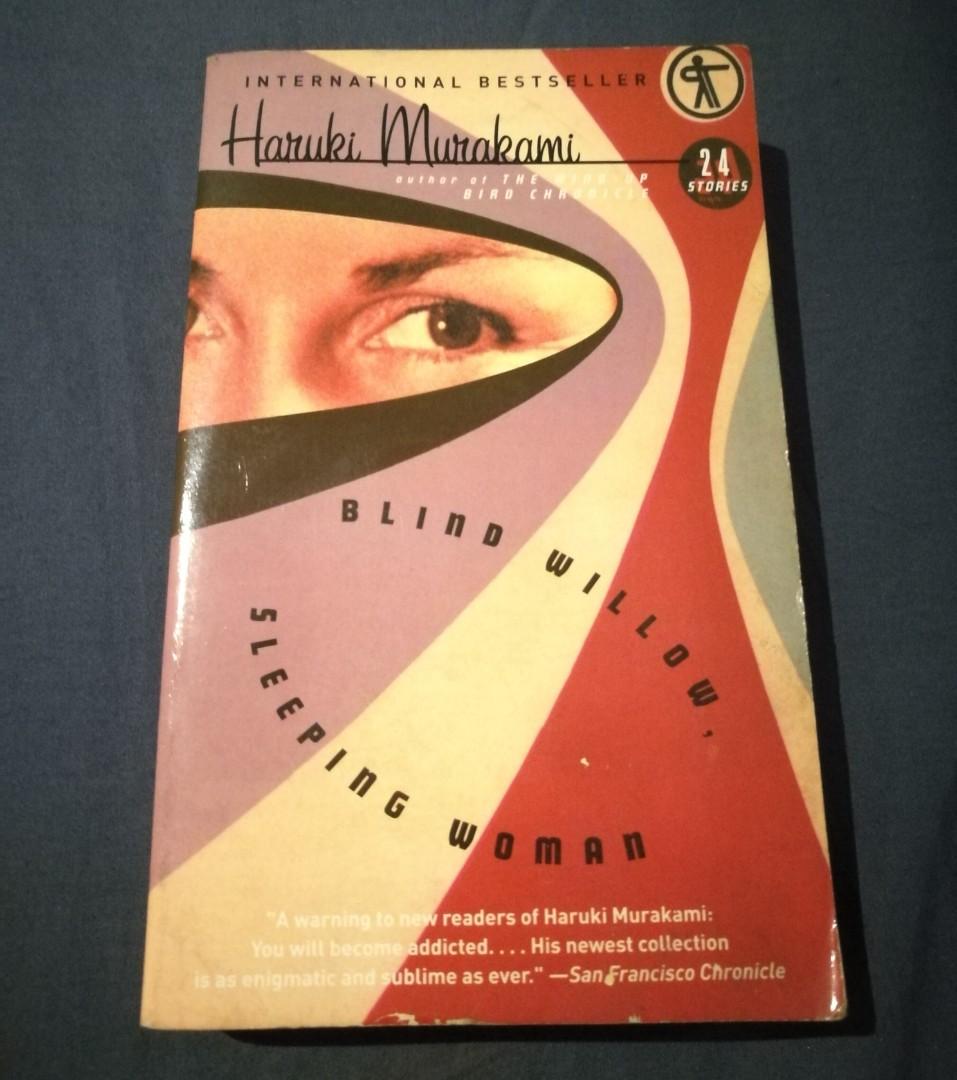 INTERNATIONAL BESTSELLER
Haruki Murakami
24
STORIES
author of THE WIND-UP
BIRD CHRONICLE
BLIND WILLOW,
SLEEPING WOMAN
"A warning to new readers of Haruki Murakami:
You will become addicted. . . . His newest collection
is as enigmatic and sublime as ever." —San Francisco Chronicle